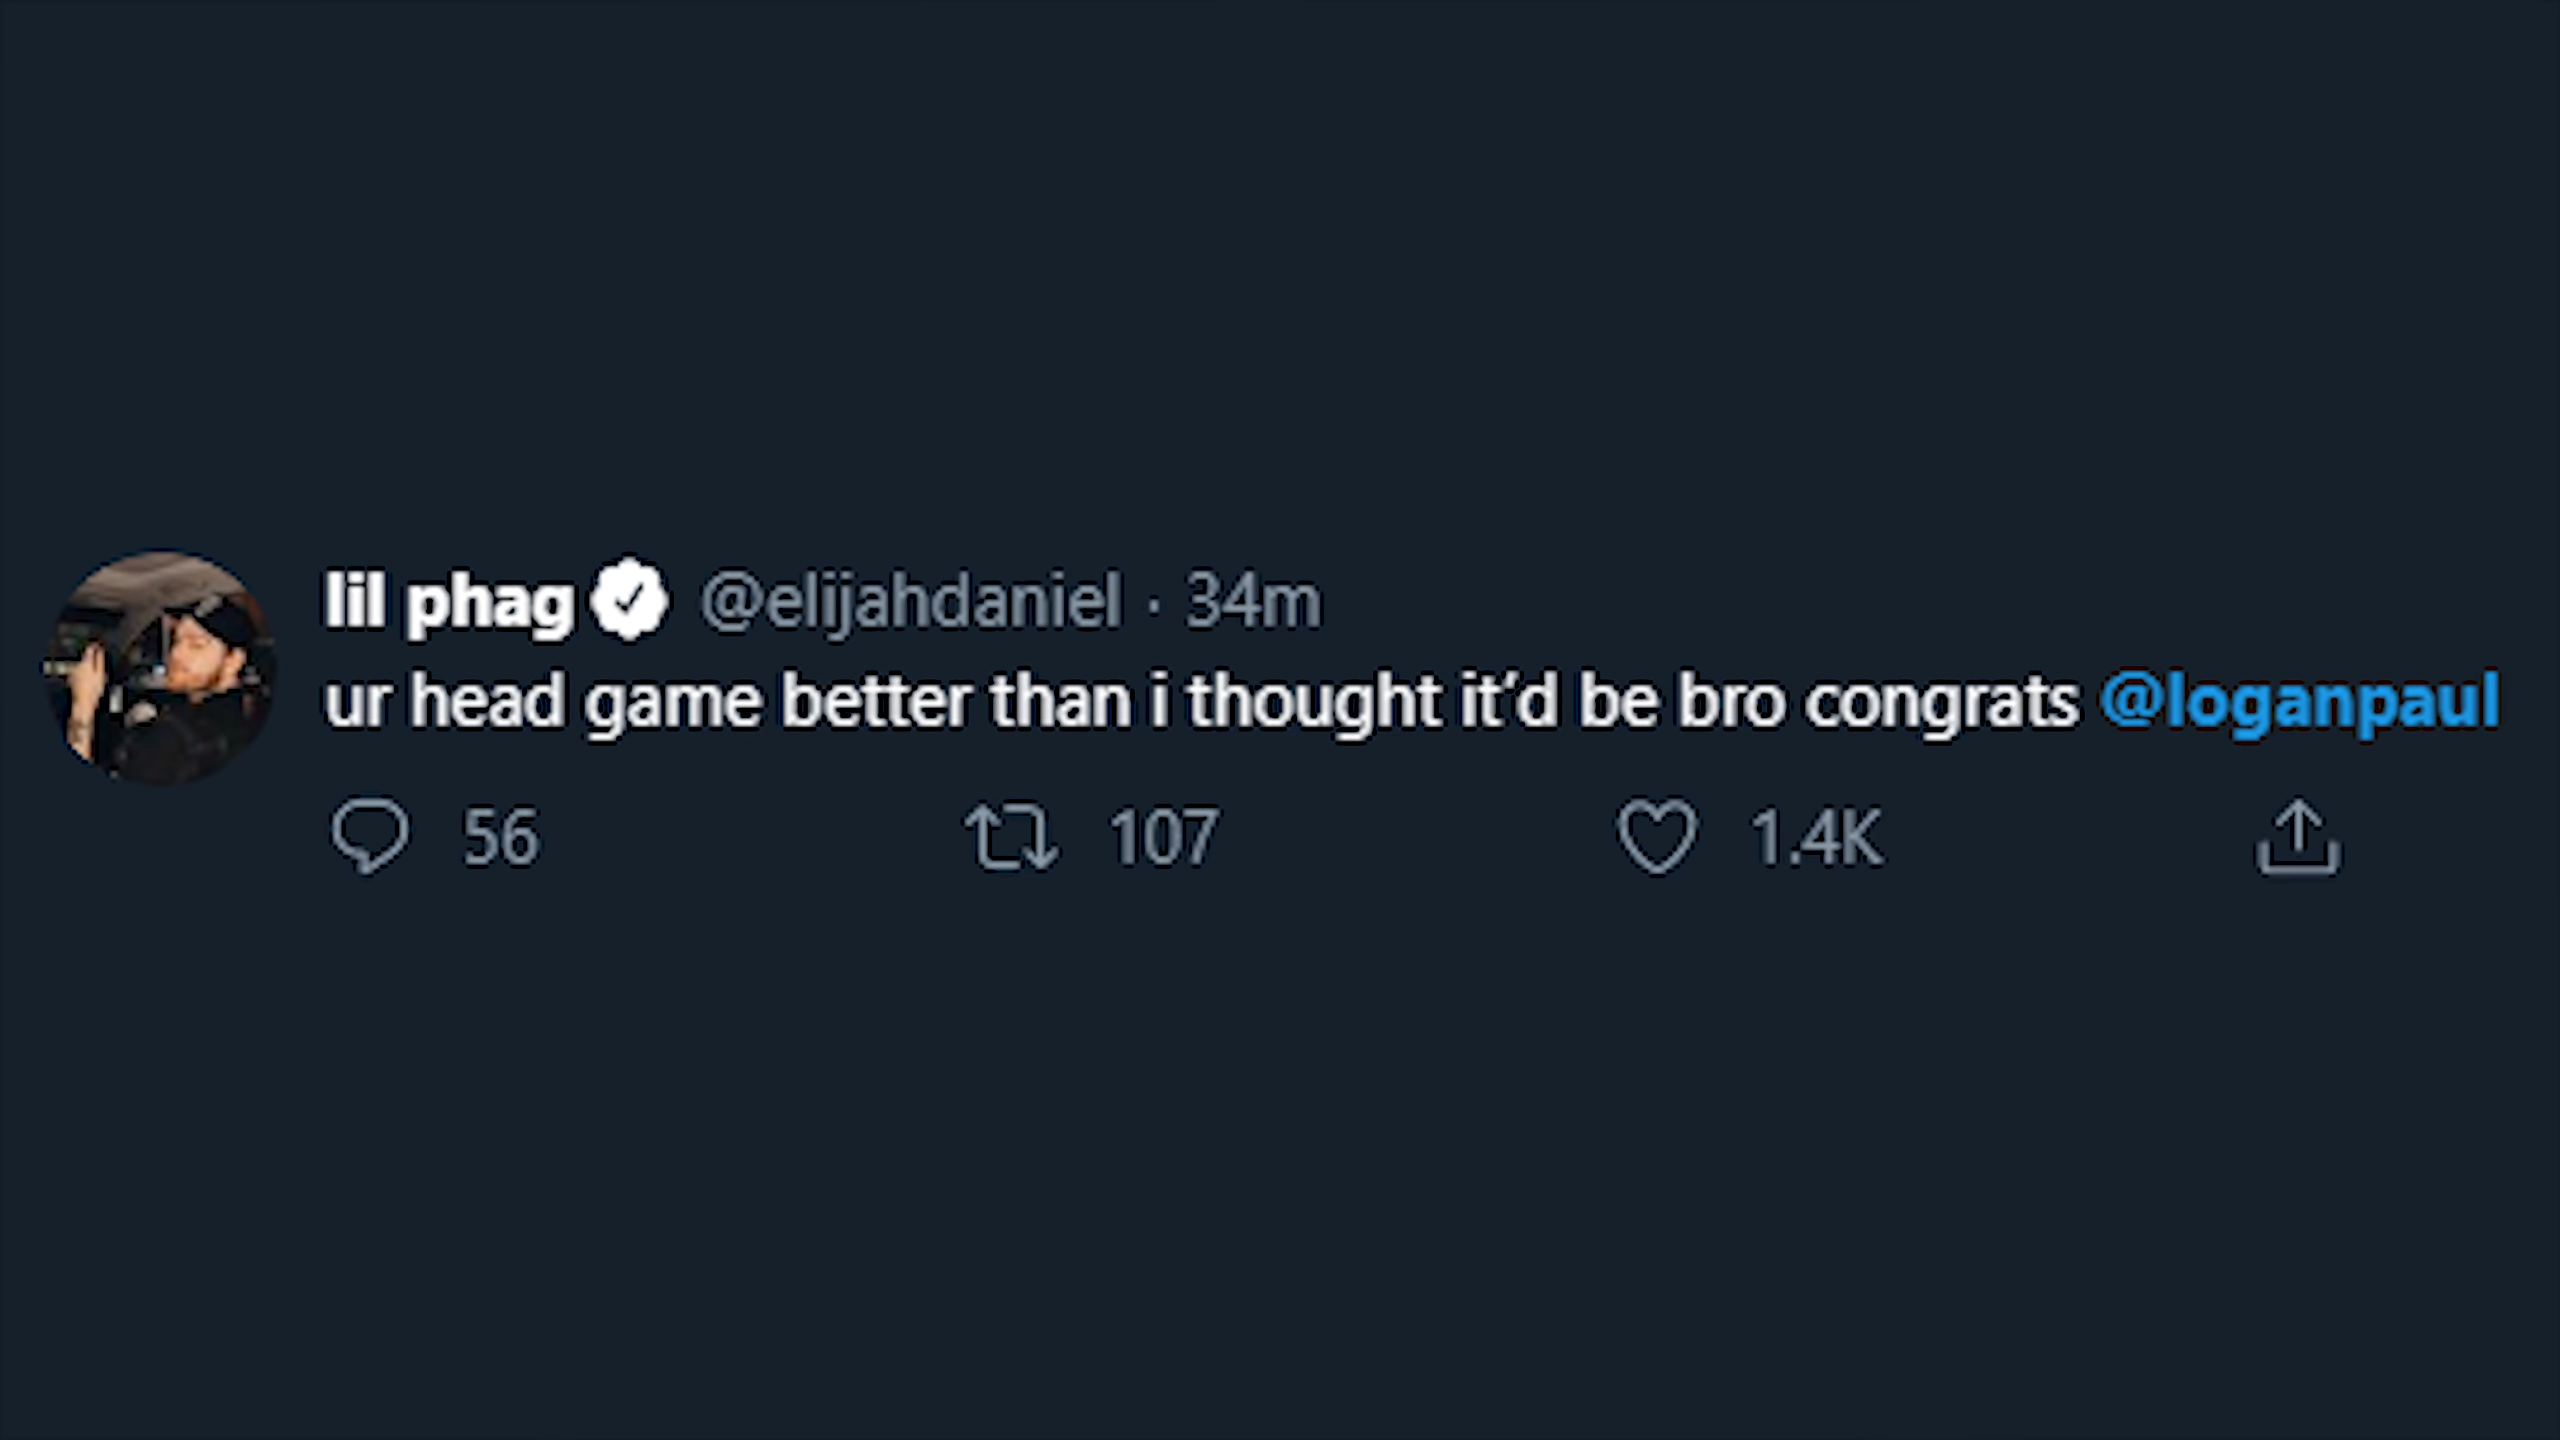 lil phag @elijahdaniel · 34m
ur head game better than i thought it'd be bro congrats @loganpaul
56 107 1.4K